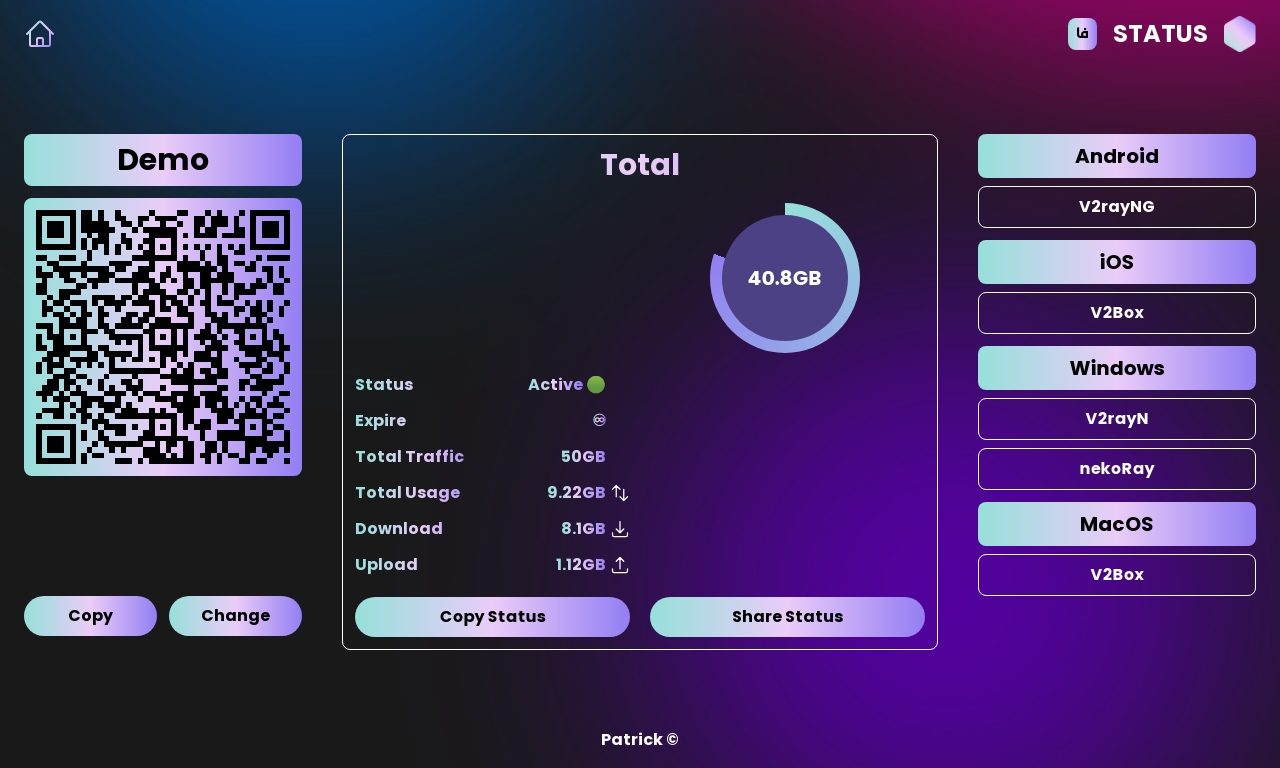 فا
STATUS
Demo
Copy
Change
Total
40.8GB
Status
Active
Expire
♾
Total Traffic
50GB
Total Usage
9.22GB
Download
8.1GB
Upload
1.12GB
Copy Status
Share Status
Android
V2rayNG
iOS
V2Box
Windows
V2rayN
nekoRay
MacOS
V2Box
Patrick ©